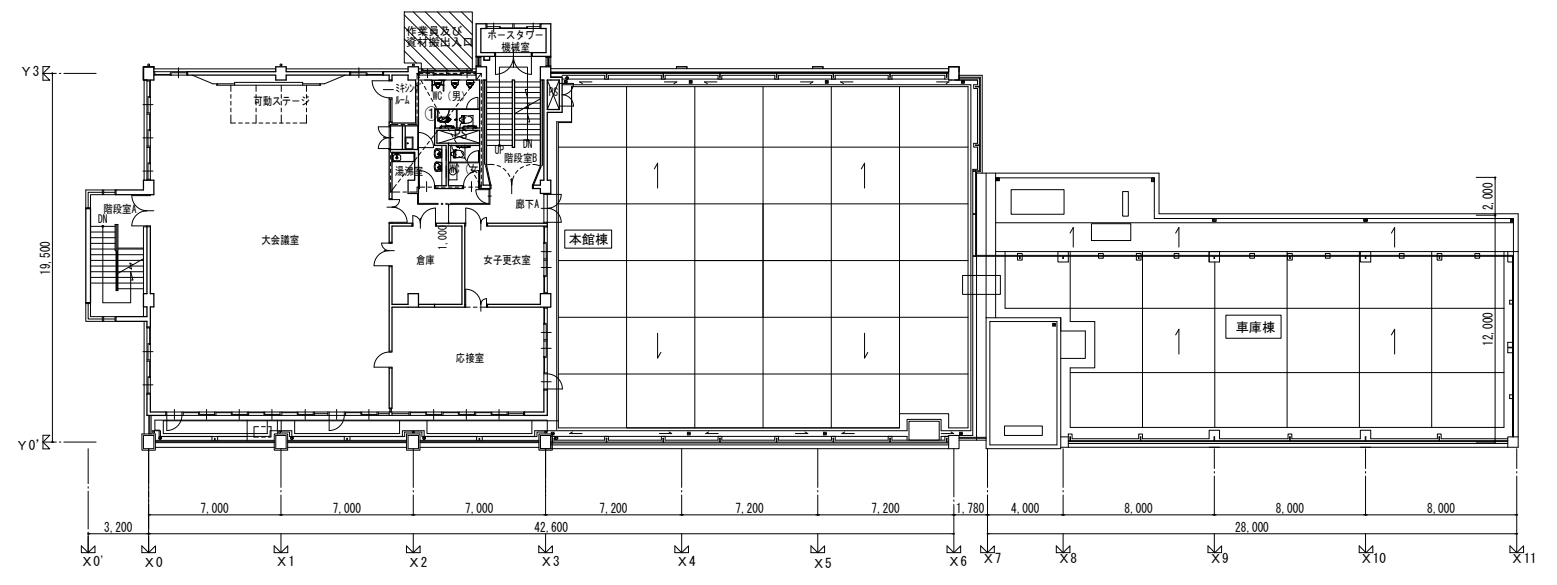 作業員及び
資材搬出入口
ホースタワー
機械室
Y3
可動ステージ
ミキシン
ルーム
WC（男）
①
PS
UP
DN
階段室B
湯沸室
廊下A
階段室A
DN
大会議室
1,000
倉庫
女子更衣室
本館棟
応接室
車庫棟
2,000
12,000
19,500
Y0'
7,000
7,000
7,000
7,200
7,200
7,200
1,780
4,000
8,000
8,000
8,000
3,200
42,600
28,000
X0'
X0
X1
X2
X3
X4
X5
X6
X7
X8
X9
X10
X11